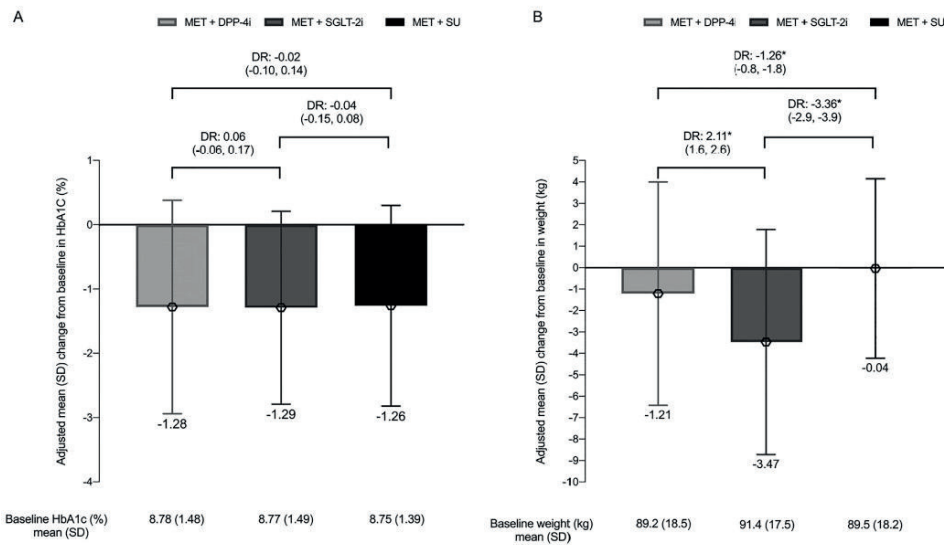 A
MET + DPP-4i MET + SGLT-2i MET + SU
DR: -0.02
(-0.10, 0.14)
DR: -0.04
(-0.15, 0.08)
DR: 0.06
(-0.06, 0.17)
Adjusted mean (SD) change from baseline in HbA1C (%)
1
0
-1
-2
-3
-4
-1.28
-1.29
-1.26
Baseline HbA1c (%) 8.78 (1.48) 8.77 (1.49) 8.75 (1.39)
mean (SD)
B
MET + DPP-4i MET + SGLT-2i MET + SU
DR: -1.26*
(-0.8, -1.8)
DR: -3.36*
(-2.9, -3.9)
DR: 2.11*
(1.6, 2.6)
Adjusted mean (SD) change from baseline in weight (kg)
5
4
3
2
1
0
-1
-2
-3
-4
-5
-6
-7
-8
-9
-10
-1.21
-3.47
-0.04
Baseline weight (kg) 89.2 (18.5) 91.4 (17.5) 89.5 (18.2)
mean (SD)